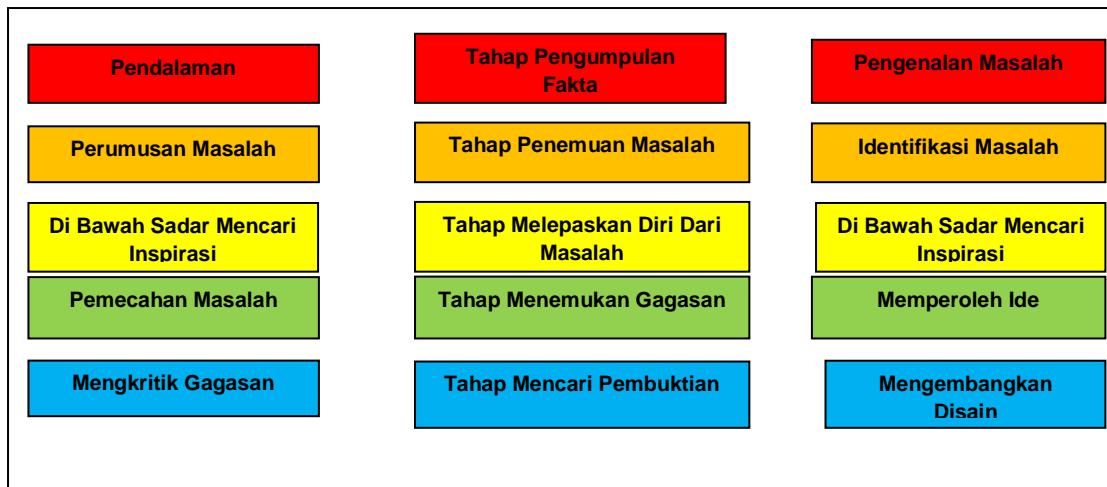 Pendalaman
Tahap Pengumpulan
Fakta
Pengenalan Masalah
Perumusan Masalah
Tahap Penemuan Masalah
Identifikasi Masalah
Di Bawah Sadar Mencari
Inspirasi
Tahap Melepaskan Diri Dari
Masalah
Di Bawah Sadar Mencari
Inspirasi
Pemecahan Masalah
Tahap Menemukan Gagasan
Memperoleh Ide
Mengkritik Gagasan
Tahap Mencari Pembuktian
Mengembangkan
Disain